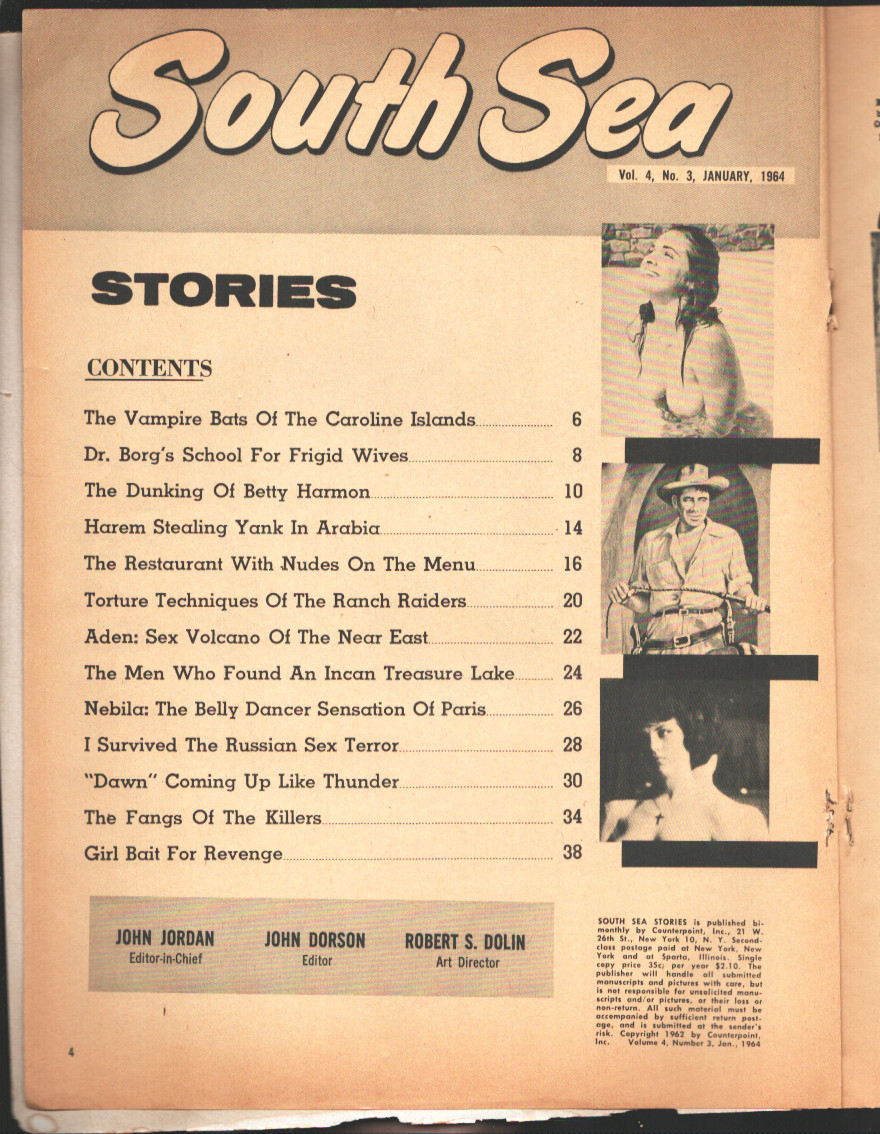 South Sea
Vol. 4, No. 3, JANUARY, 1964
STORIES
CONTENTS
The Vampire Bats Of The Caroline Islands 6
Dr. Borg's School For Frigid Wives 8
The Dunking Of Betty Harmon 10
Harem Stealing Yank In Arabia 14
The Restaurant With Nudes On The Menu 16
Torture Techniques Of The Ranch Raiders 20
Aden: Sex Volcano Of The Near East 22
The Men Who Found An Incan Treasure Lake 24
Nebila: The Belly Dancer Sensation Of Paris 26
I Survived The Russian Sex Terror 28
"Dawn" Coming Up Like Thunder 30
The Fangs Of The Killers 34
Girl Bait For Revenge 38
JOHN JORDAN
Editor-in-Chief
JOHN DORSON
Editor
ROBERT S. DOLIN
Art Director
SOUTH SEA STORIES is published bi-
monthly by Counterpoint, Inc., 21 W.
26th St., New York 10, N. Y. Second-
class postage paid at New York, New
York and at Sparta, Illinois. Single
copy price 35c; per year $2.10. The
publisher will handle all submitted
manuscripts and pictures with care, but
is not responsible for unsolicited manu-
scripts and/or pictures, or their loss or
non-return. All such material must be
accompanied by sufficient return post-
age, and is submitted at the sender's
risk. Copyright 1962 by Counterpoint,
Inc. Volume 4, Number 3, Jan., 1964
4